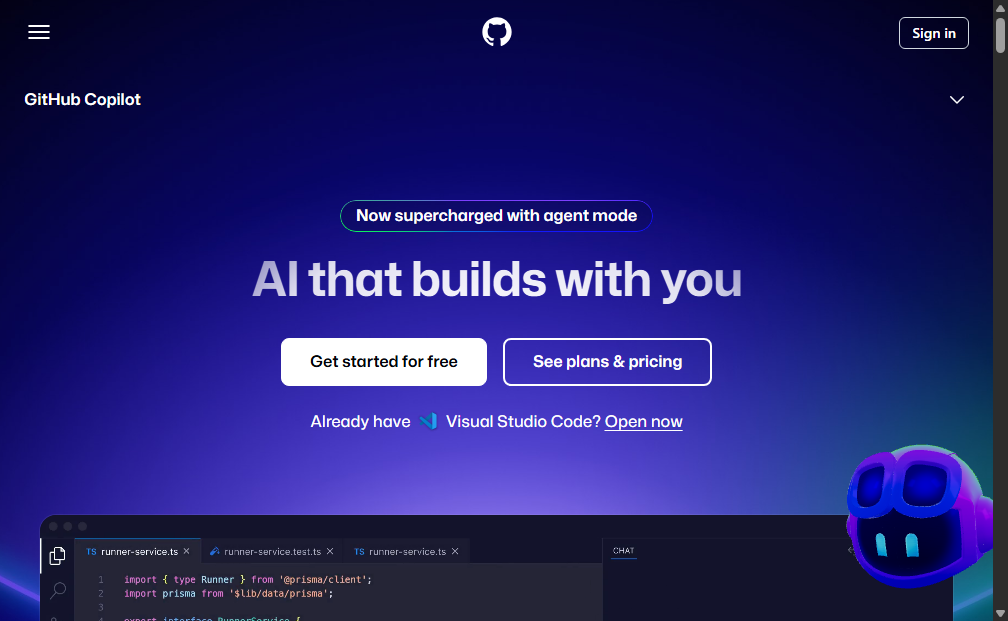 Sign in
GitHub Copilot
Now supercharged with agent mode
AI that builds with you
Get started for free
See plans & pricing
Already have Visual Studio Code? Open now
TS runner-service.ts × runner-service.test.ts × TS runner-service.ts ×
CHAT
1 import { type Runner } from '@prisma/client';
2 import prisma from '$lib/data/prisma';
3
4 export interface RunnerService {